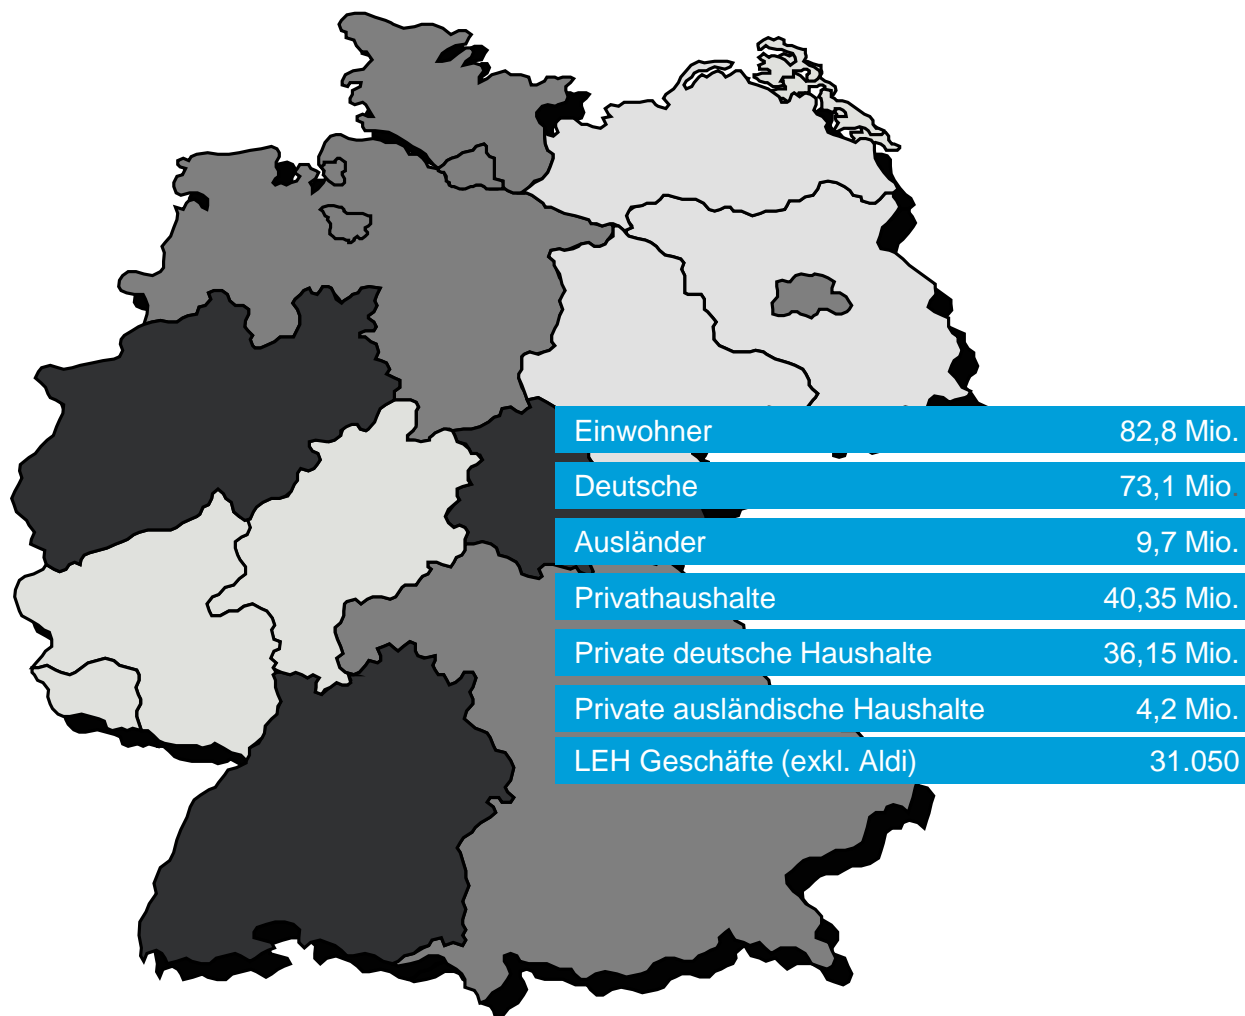 Einwohner 82,8 Mio.
Deutsche 73,1 Mio.
Ausländer 9,7 Mio.
Privathaushalte 40,35 Mio.
Private deutsche Haushalte 36,15 Mio.
Private ausländische Haushalte 4,2 Mio.
LEH Geschäfte (exkl. Aldi) 31.050